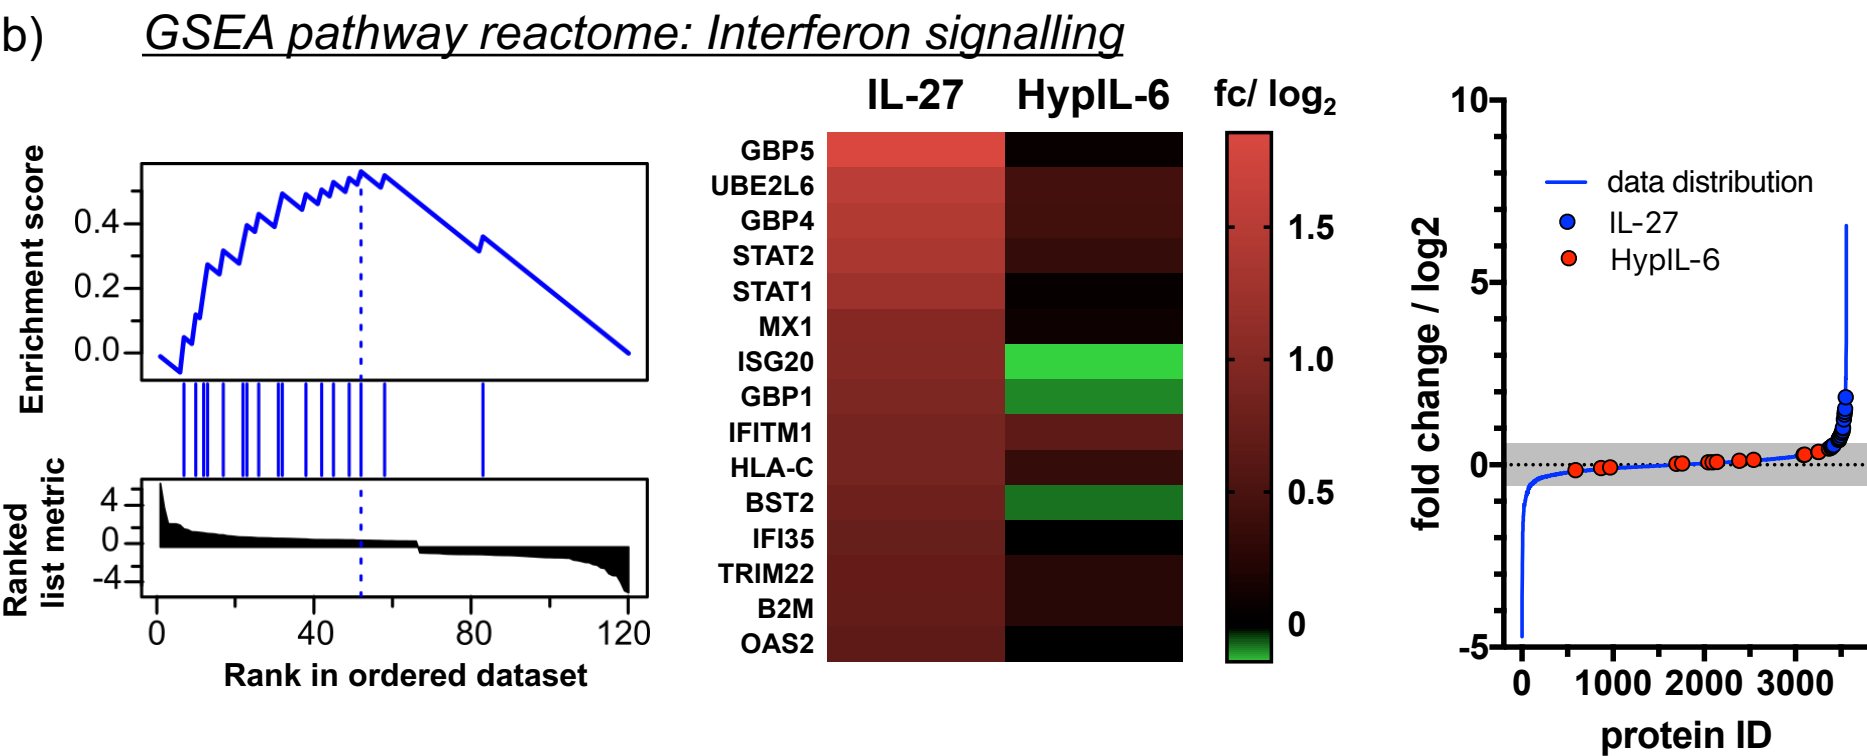 b)
GSEA pathway reactome: Interferon signalling
Enrichment score
0.4
0.2
0.0
Ranked
list metric
4
0
-4
0
40
80
120
Rank in ordered dataset
IL-27
HypIL-6
fc/ log2
GBP5
UBE2L6
GBP4
STAT2
STAT1
MX1
ISG20
GBP1
IFITM1
HLA-C
BST2
IFI35
TRIM22
B2M
OAS2
1.5
1.0
0.5
0
fold change / log2
10
5
0
-5
data distribution
IL-27
HypIL-6
0
1000
2000
3000
protein ID